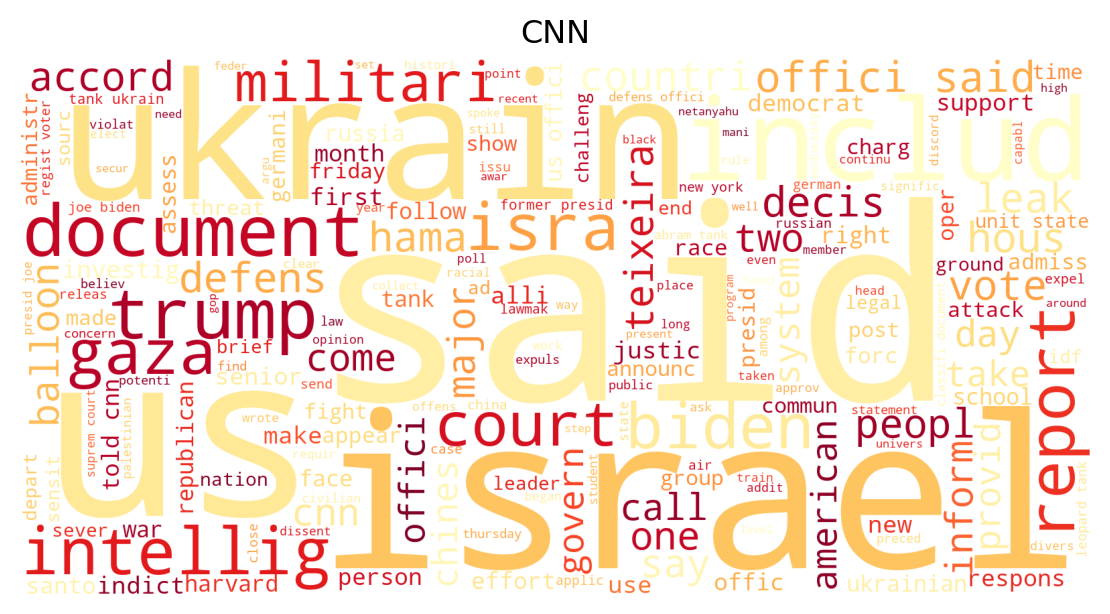 CNN
accord
militari
point
countri
offici said
time
high
feder
set
histori
recent
tank ukrain
violat
need
elect
secur
administr
regist voter
sourc
ukrain
includ
us offici
defens offici
netanyahu
democrat
support
spoke
still
show
issu
awar
challeng
black
mani
rule
charg
continu
discord
capabl
russia
month
friday
first
germani
argu
assess
threat
joe biden
document
year
follow
former presid
end
new york
german
well
russian
member
even
decis
signific
leak
unit state
hama
isra
teixeira
abram tank
race
two
right
oper
hous
admiss
expel
presid joe
investig
believ
releas
defens
clear
poll
racial
ad
tank
alli
lawmak
way
place
long
program
presid
among
system
head
legal
vote
ground
attack
around
balloon
made
concern
trump
gop
collect
major
said
law
opinion
present
justic
announc
public
taken
approv
post
forc
day
idf
take
school
classifi document
report
gaza
brief
find
send
come
work
expuls
potenti
senior
us
told cnn
suprem court
palestinian
republican
wrote
fight
offens
china
step
state
ask
biden
commun
statement
univers
peopl
make
appear
requir
court
case
israel
depart
sensit
nation
face
civilian
cnn
offici
chines
leader
began
govern
student
air
group
train
addit
level
call
one
american
new
preced
inform
provid
divers
leopard tank
sever
war
close
dissent
thursday
intellig
santo
indict
harvard
person
effort
applic
use
say
offic
ukrainian
respons